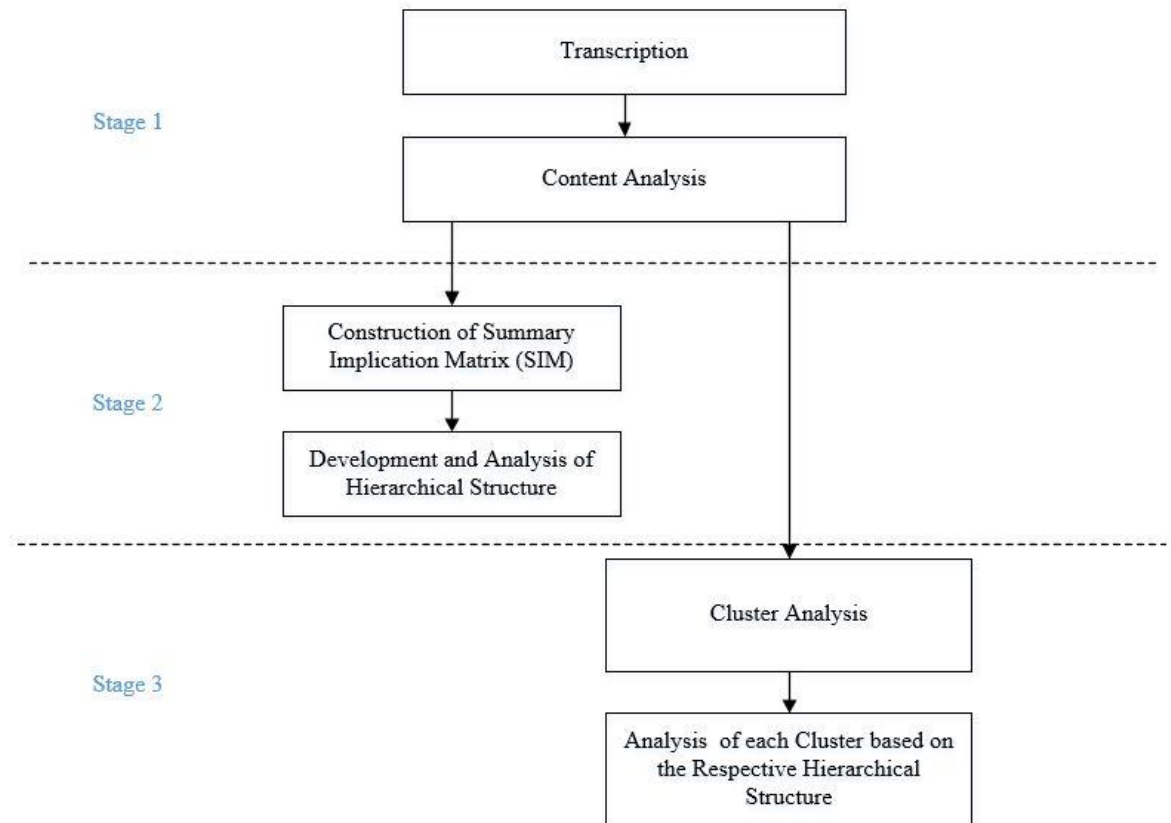 Transcription
Stage 1
Content Analysis
Construction of Summary
Implication Matrix (SIM)
Stage 2
Development and Analysis of
Hierarchical Structure
Cluster Analysis
Stage 3
Analysis of each Cluster based on
the Respective Hierarchical
Structure